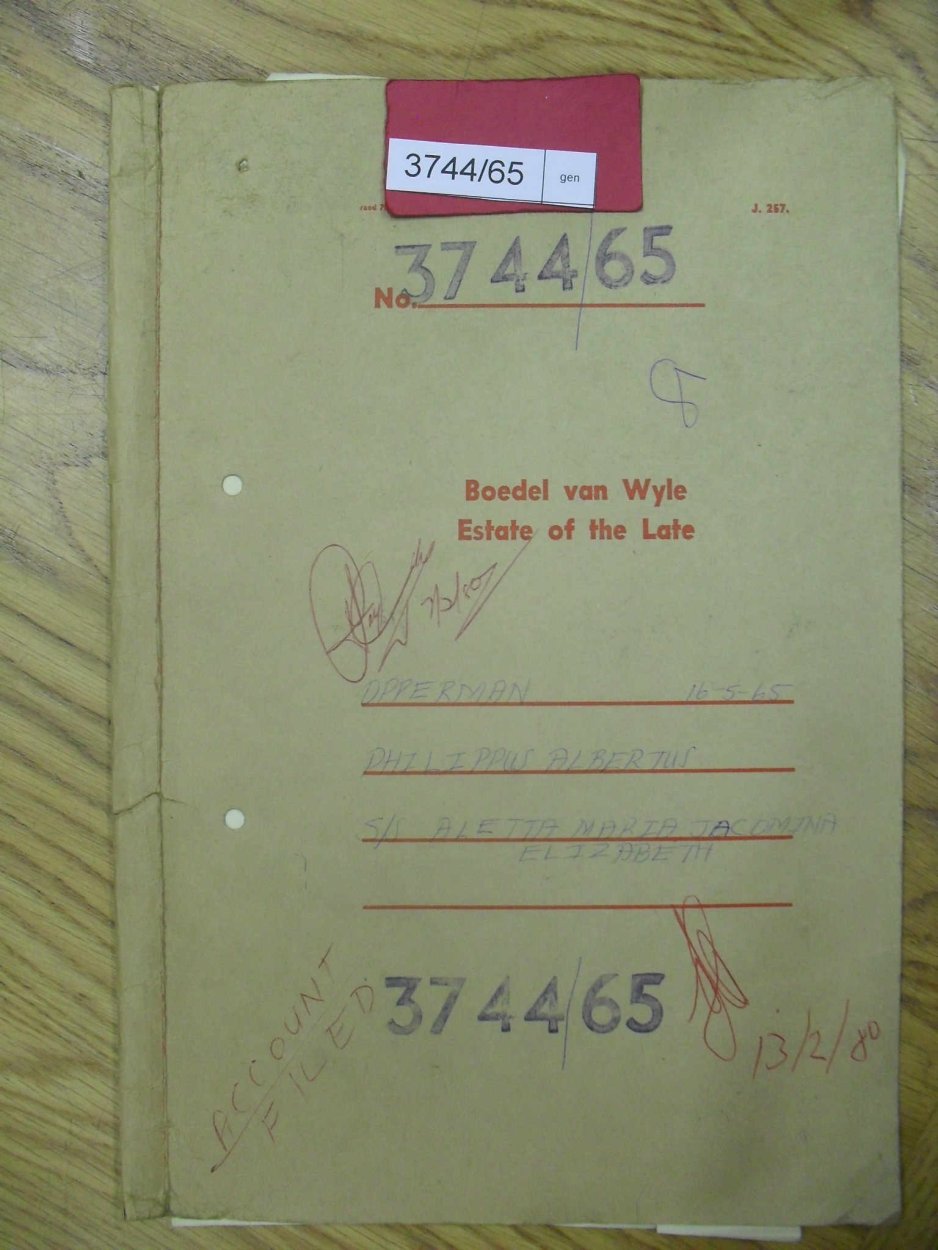 3744/65 gen
J. 257.
3744/65
No.
8
Boedel van Wyle
Estate of the Late
OPPERMAN 16-5-65
PHILIPPUS ALBERTUS
S/S ALETTA MARIA JACOMINA
ELIZABETH
3744/65
ACCOUNT
FILED
13/2/80